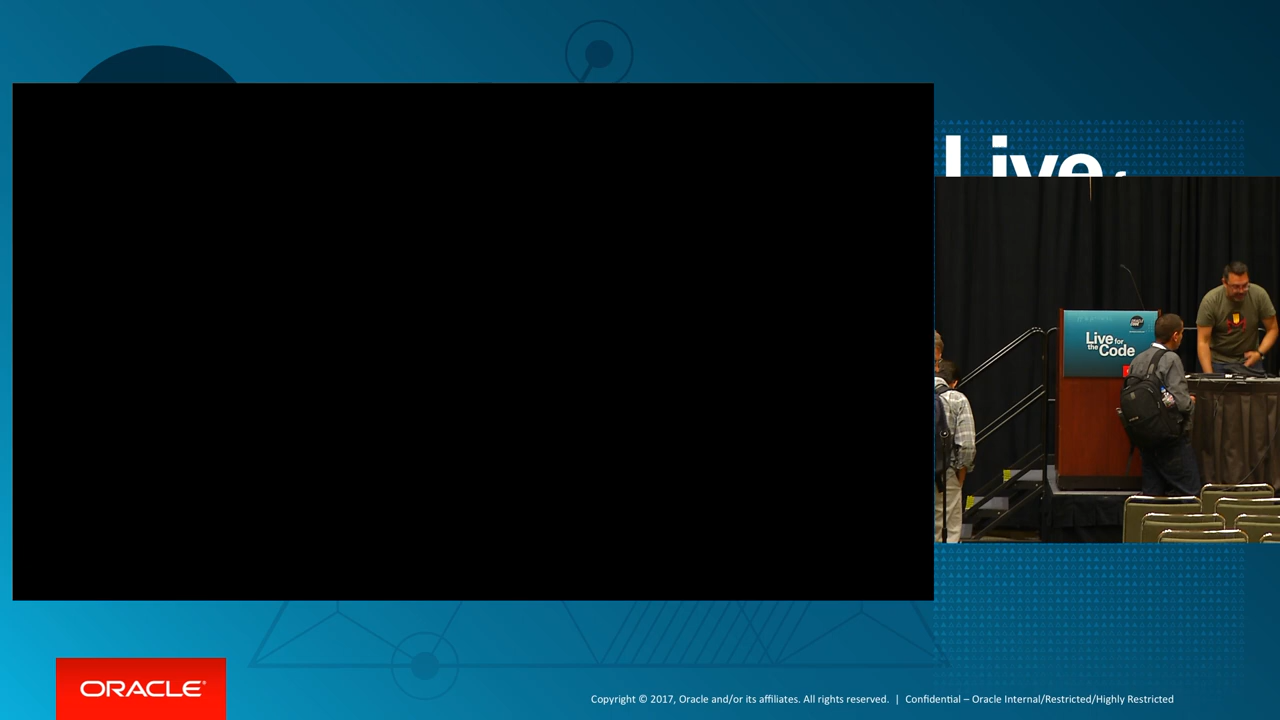 Live
Live for
the Code
ORACLE
Copyright © 2017, Oracle and/or its affiliates. All rights reserved. | Confidential – Oracle Internal/Restricted/Highly Restricted